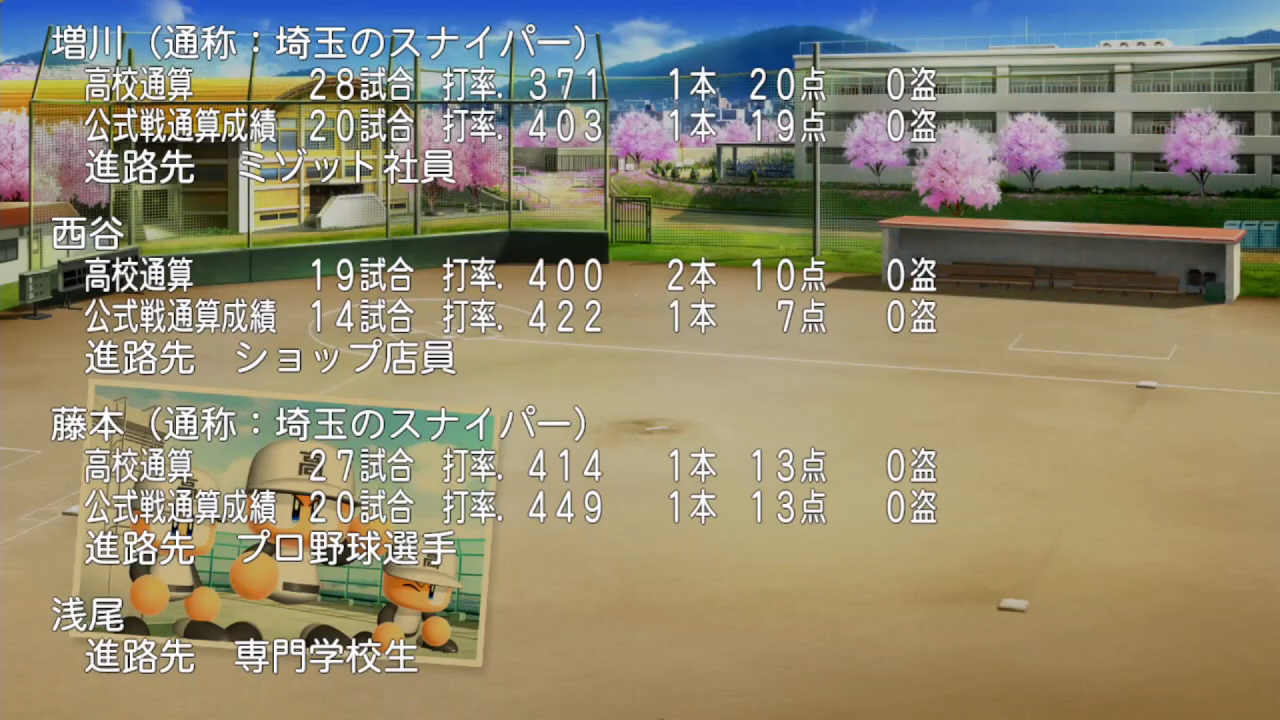 増川（通称：埼玉のスナイパー）
高校通算 28試合 打率.371 1本 20点 0盗
公式戦通算成績 20試合 打率.403 1本 19点 0盗
進路先 ミゾット社員
西谷
高校通算 19試合 打率.400 2本 10点 0盗
公式戦通算成績 14試合 打率.422 1本 7点 0盗
進路先 ショップ店員
藤本（通称：埼玉のスナイパー）
高校通算 27試合 打率.414 1本 13点 0盗
公式戦通算成績 20試合 打率.449 1本 13点 0盗
進路先 プロ野球選手
浅尾
進路先 専門学校生
高